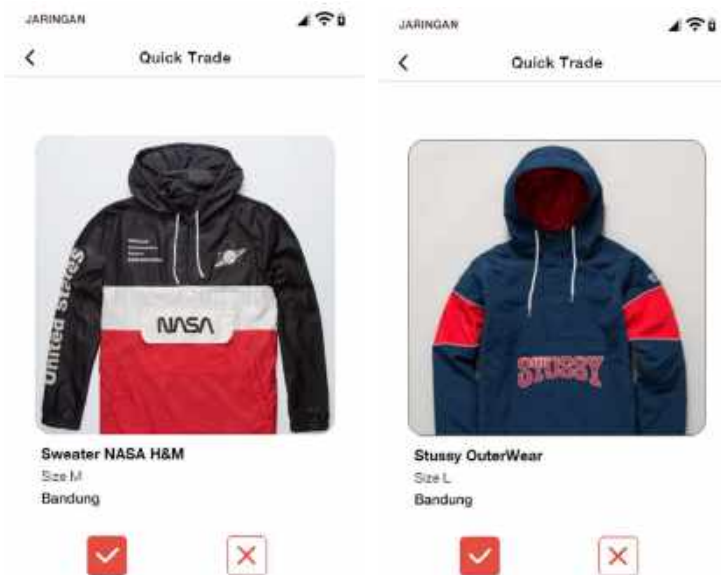 JARINGAN
Quick Trade
United States
NASA
Sweater NASA H&M
Size M
Bandung
JARINGAN
Quick Trade
STUSSY
Stussy OuterWear
Size L
Bandung